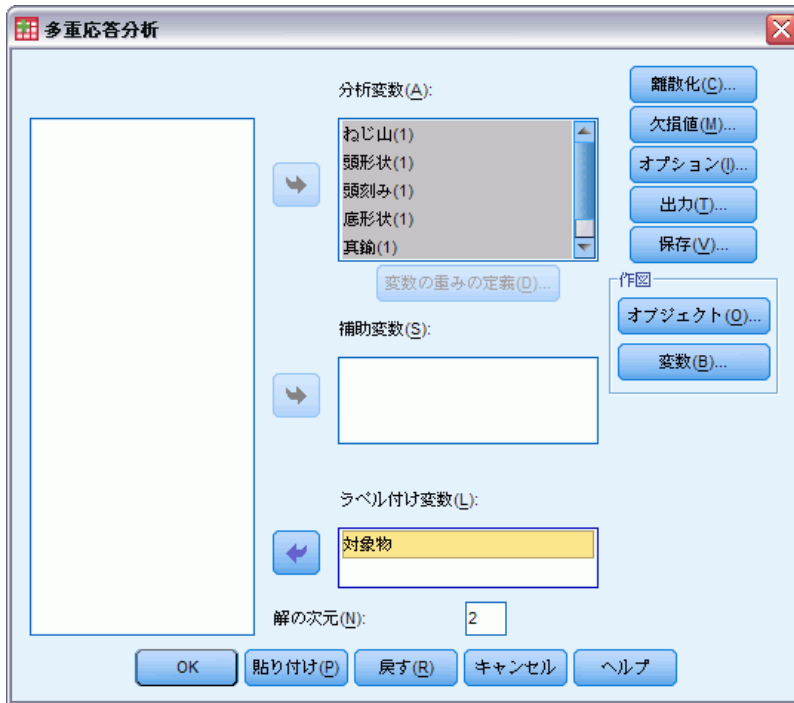 多重応答分析
分析変数(A):
ねじ山(1)
頭形状(1)
頭刻み(1)
底形状(1)
真鍮(1)
変数の重みの定義(D)...
補助変数(S):
ラベル付け変数(L):
対象物
解の次元(N):
2
離散化(C)...
欠損値(M)...
オプション(I)...
出力(T)...
保存(V)...
作図
オブジェクト(O)...
変数(B)...
OK
貼り付け(P)
戻す(R)
キャンセル
ヘルプ